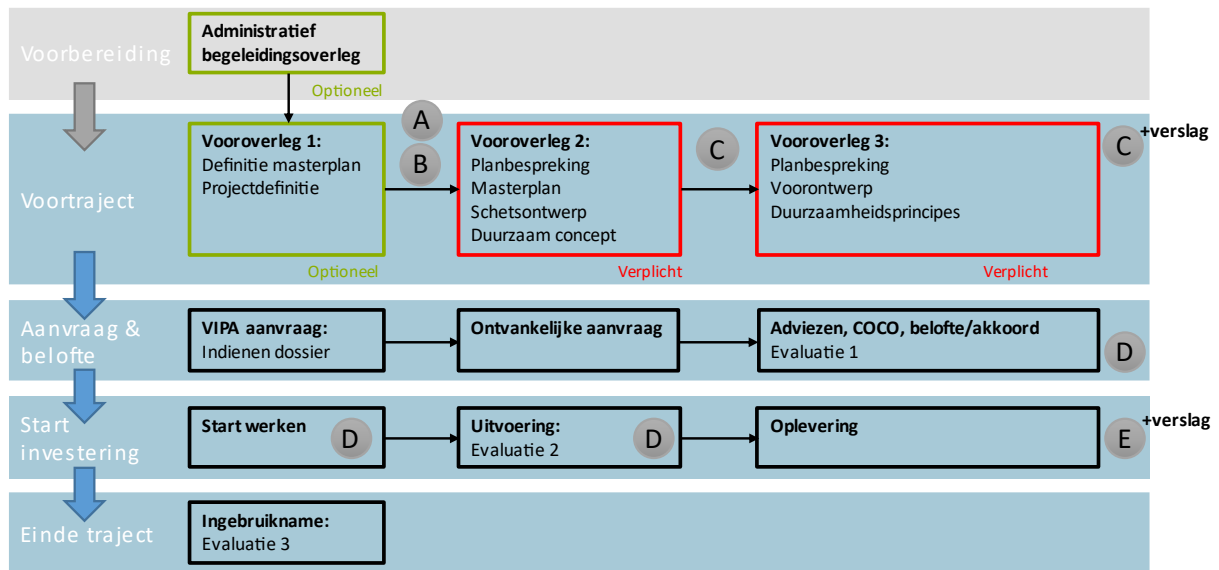 Voorbereiding
Administratief
begeleidingsoverleg
Optioneel
Voortraject
Vooroverleg 1:
Definitie masterplan
Projectdefinitie
Optioneel
A
B
Vooroverleg 2:
Planbespreking
Masterplan
Schetsontwerp
Duurzaam concept
Verplicht
C
Vooroverleg 3:
Planbespreking
Voorontwerp
Duurzaamheidsprincipes
Verplicht
C
+verslag
Aanvraag &
belofte
VIPA aanvraag:
Indienen dossier
Ontvankelijke aanvraag
Adviezen, COCO, belofte/akkoord
Evaluatie 1
D
Start
investering
Start werken
D
Uitvoering:
Evaluatie 2
D
Oplevering
E
+verslag
Einde traject
Ingebruikname:
Evaluatie 3